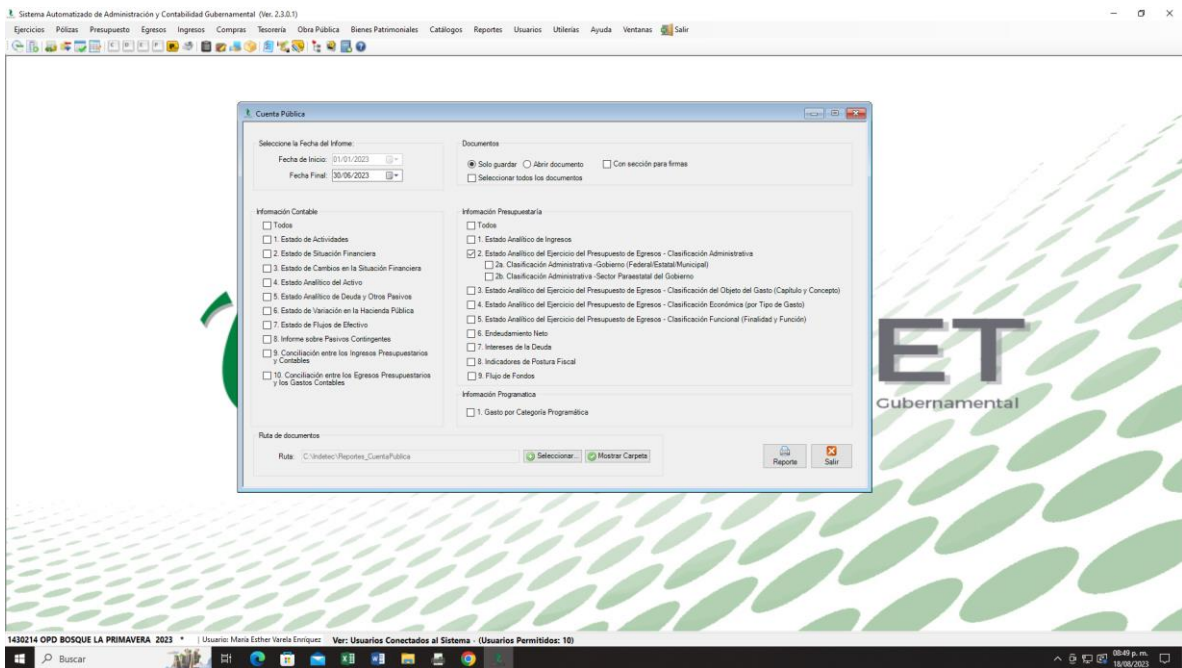 Sistema Automatizado de Administración y Contabilidad Gubernamental (Ver. 2.3.0.1)
Ejercicios Pólizas Presupuesto Egresos Ingresos Compras Tesorería Obra Pública Bienes Patrimoniales Catálogos Reportes Usuarios Utilerías Ayuda Ventanas Salir
Cuenta Pública
Seleccione la Fecha del Informe:
Fecha de Inicio: 01/01/2023
Fecha Final: 30/06/2023
Documentos
Solo guardar Abrir documento Con sección para firmas
Seleccionar todos los documentos
Información Contable
Todos
1. Estado de Actividades
2. Estado de Situación Financiera
3. Estado de Cambios en la Situación Financiera
4. Estado Analítico del Activo
5. Estado Analítico de Deuda y Otros Pasivos
6. Estado de Variación en la Hacienda Pública
7. Estado de Flujos de Efectivo
8. Informe sobre Pasivos Contingentes
9. Conciliación entre los Ingresos Presupuestarios
y Contables
10. Conciliación entre los Egresos Presupuestarios
y los Gastos Contables
Información Presupuestaría
Todos
1. Estado Analítico de Ingresos
2. Estado Analítico del Ejercicio del Presupuesto de Egresos - Clasificación Administrativa
2a. Clasificación Administrativa -Gobierno (Federal/Estatal/Municipal)
2b. Clasificación Administrativa -Sector Paraestatal del Gobierno
3. Estado Analítico del Ejercicio del Presupuesto de Egresos - Clasificación del Objeto del Gasto (Capítulo y Concepto)
4. Estado Analítico del Ejercicio del Presupuesto de Egresos - Clasificación Económica (por Tipo de Gasto)
5. Estado Analítico del Ejercicio del Presupuesto de Egresos - Clasificación Funcional (Finalidad y Función)
6. Endeudamiento Neto
7. Intereses de la Deuda
8. Indicadores de Postura Fiscal
9. Flujo de Fondos
Información Programatica
1. Gasto por Categoría Programática
Ruta de documentos
Ruta: C:\Indetec\Reportes_CuentaPublica Seleccionar... Mostrar Carpeta
Reporte Salir
ET
Gubernamental
1430214 OPD BOSQUE LA PRIMAVERA 2023 * | Usuario: María Esther Varela Enríquez Ver: Usuarios Conectados al Sistema - (Usuarios Permitidos: 10)
Buscar
08:49 p. m.
18/08/2023